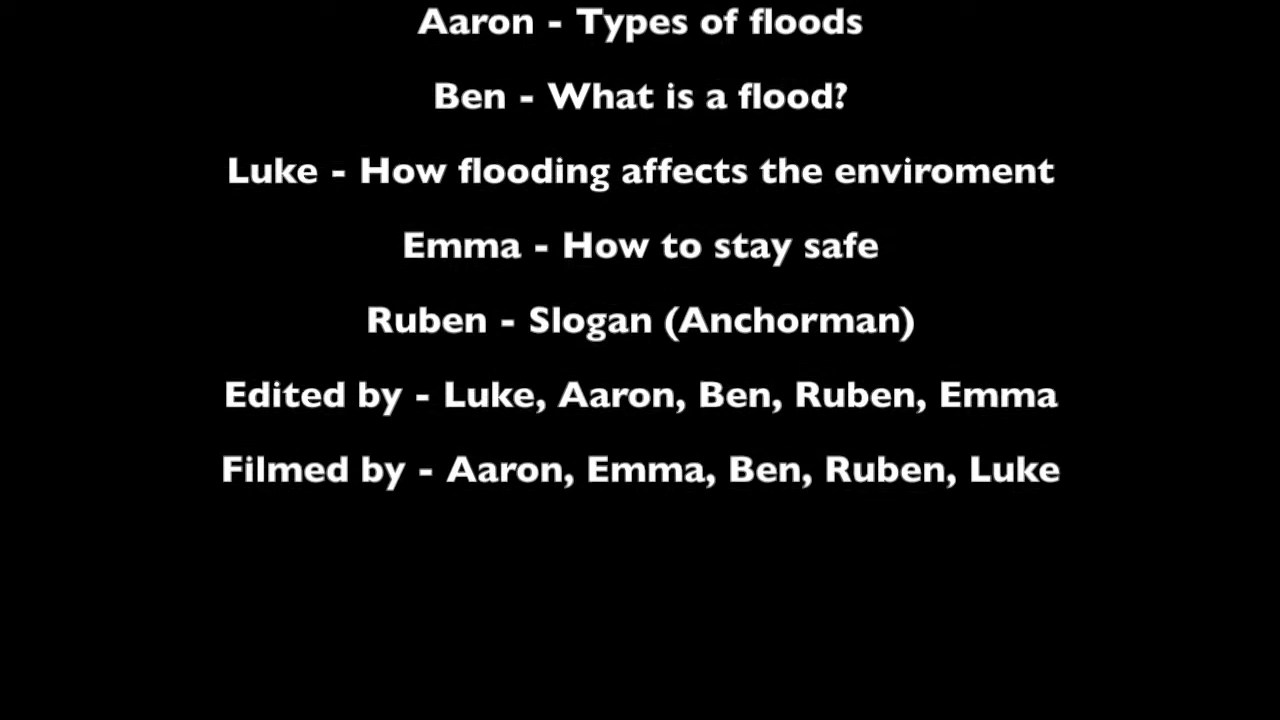 Aaron - Types of floods
Ben - What is a flood?
Luke - How flooding affects the enviroment
Emma - How to stay safe
Ruben - Slogan (Anchorman)
Edited by - Luke, Aaron, Ben, Ruben, Emma
Filmed by - Aaron, Emma, Ben, Ruben, Luke